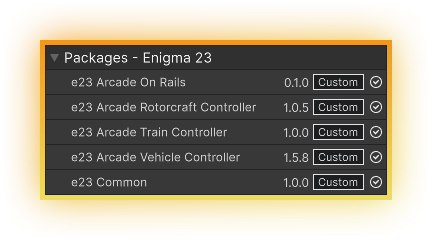 Packages - Enigma 23
e23 Arcade On Rails 0.1.0 Custom
e23 Arcade Rotorcraft Controller 1.0.5 Custom
e23 Arcade Train Controller 1.0.0 Custom
e23 Arcade Vehicle Controller 1.5.8 Custom
e23 Common 1.0.0 Custom